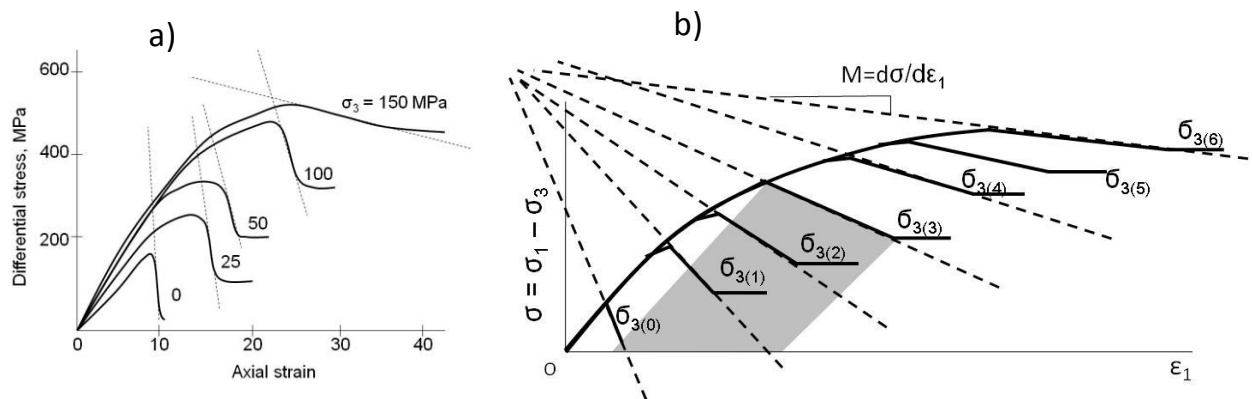 a)
Differential stress, MPa
600
400
200
0
10
20
30
40
Axial strain
σ₃ = 150 MPa
100
50
25
0
b)
M=dσ/dε₁
σ = σ₁ − σ₃
б₃₍₀₎
б₃₍₁₎
б₃₍₂₎
б₃₍₃₎
б₃₍₄₎
б₃₍₅₎
б₃₍₆₎
O
ε₁